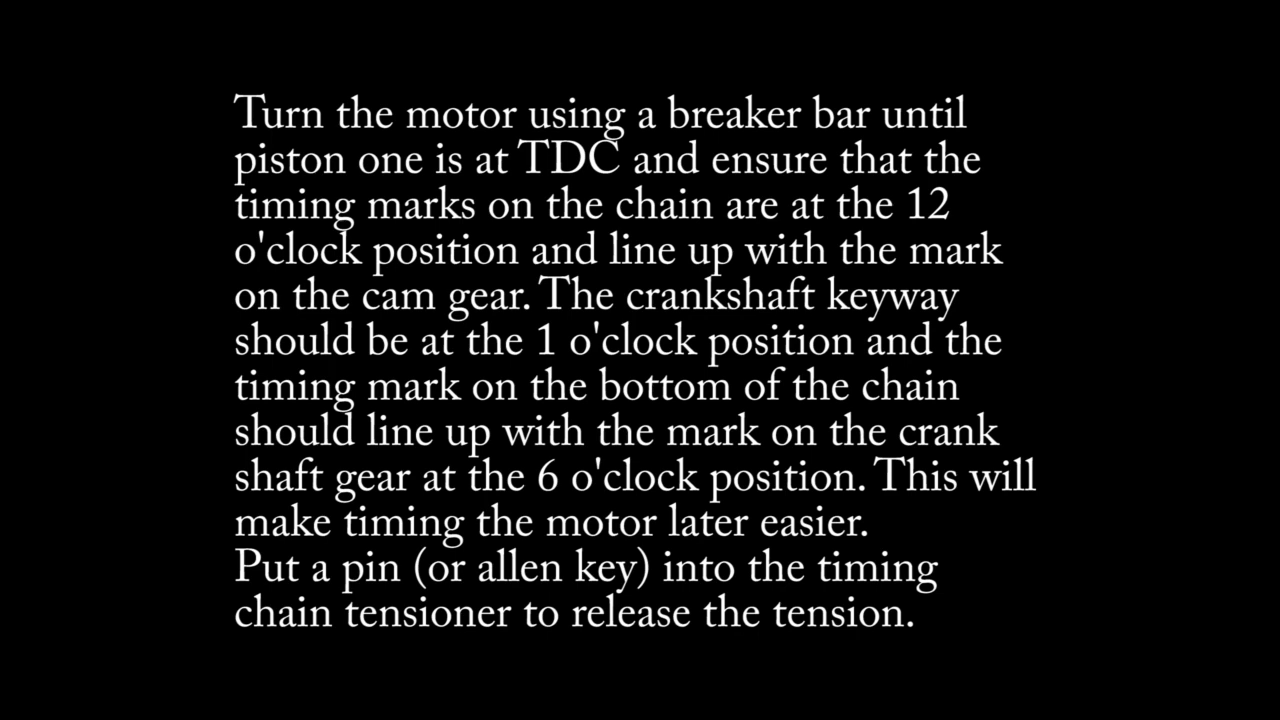 Turn the motor using a breaker bar until
piston one is at TDC and ensure that the
timing marks on the chain are at the 12
o'clock position and line up with the mark
on the cam gear. The crankshaft keyway
should be at the 1 o'clock position and the
timing mark on the bottom of the chain
should line up with the mark on the crank
shaft gear at the 6 o'clock position. This will
make timing the motor later easier.
Put a pin (or allen key) into the timing
chain tensioner to release the tension.